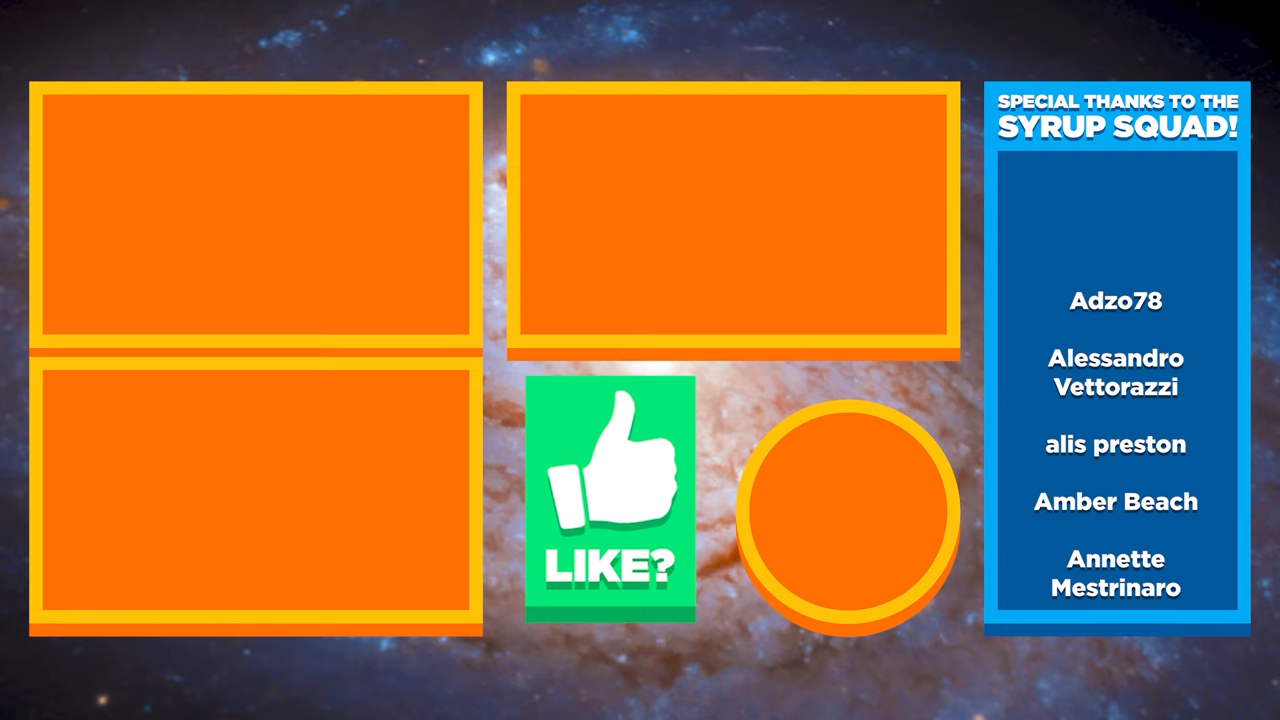 SPECIAL THANKS TO THE
SYRUP SQUAD!
Adzo78
Alessandro
Vettorazzi
alis preston
Amber Beach
Annette
Mestrinaro
LIKE?